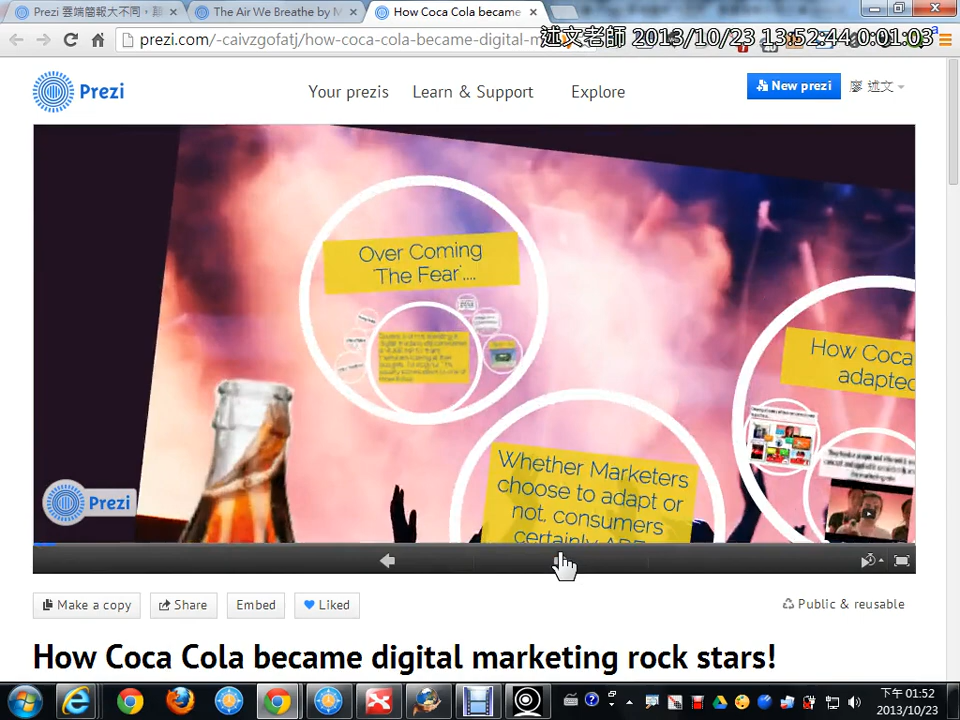 Prezi 雲端簡報大不同，
The Air We Breathe by M
How Coca Cola became
prezi.com/-caivzgofatj/how-coca-cola-became-digital-m
述文老師 2013/10/23 13:52:44 0:01:03
Prezi
Your prezis
Learn & Support
Explore
New prezi
廖 述文
Over Coming
'The Fear'....
How Coca
adapted
Whether Marketers
choose to adapt or
not, consumers
certainly ARE
Prezi
Make a copy
Share
Embed
Liked
Public & reusable
How Coca Cola became digital marketing rock stars!
下午 01:52
2013/10/23